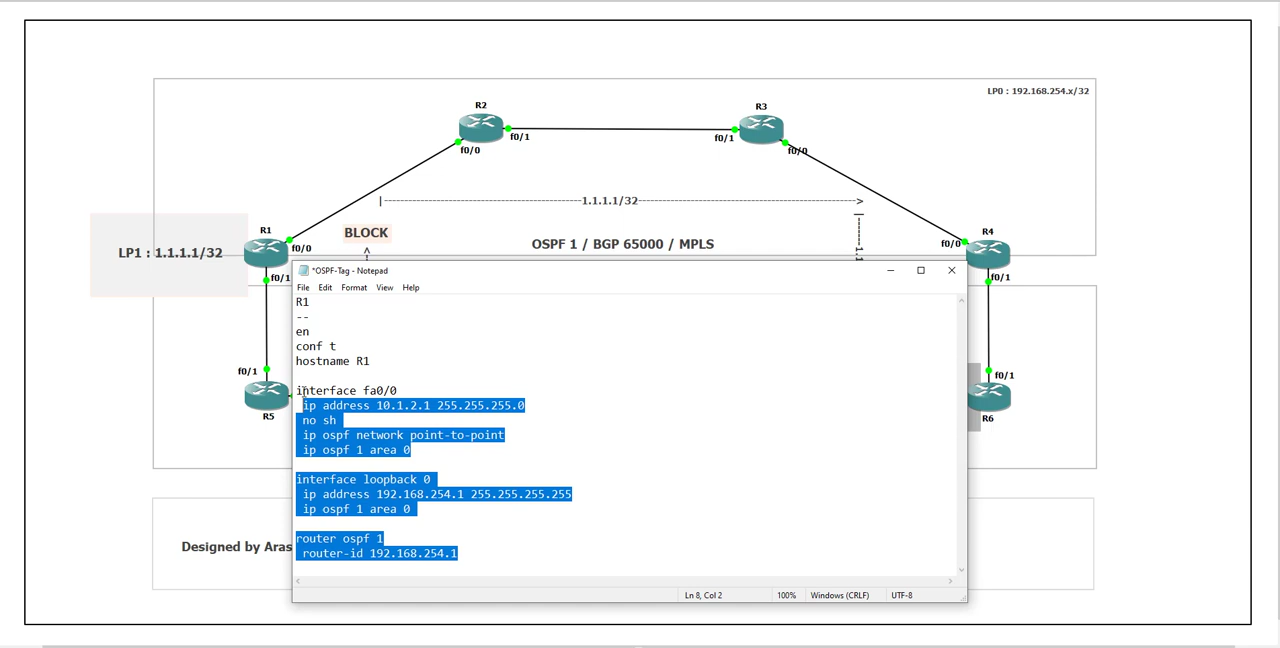 LP0 : 192.168.254.x/32
R2
R3
f0/1
f0/1
f0/0
f0/0
1.1.1.1/32
R1
BLOCK
R4
LP1 : 1.1.1.1/32
f0/0
OSPF 1 / BGP 65000 / MPLS
f0/0
f0/1
f0/1
*OSPF-Tag - Notepad
File Edit Format View Help
R1
--
en
conf t
hostname R1
interface fa0/0
ip address 10.1.2.1 255.255.255.0
no sh
ip ospf network point-to-point
ip ospf 1 area 0
interface loopback 0
ip address 192.168.254.1 255.255.255.255
ip ospf 1 area 0
router ospf 1
router-id 192.168.254.1
f0/1
R5
f0/1
R6
Designed by Aras
Ln 8, Col 2
100%
Windows (CRLF)
UTF-8